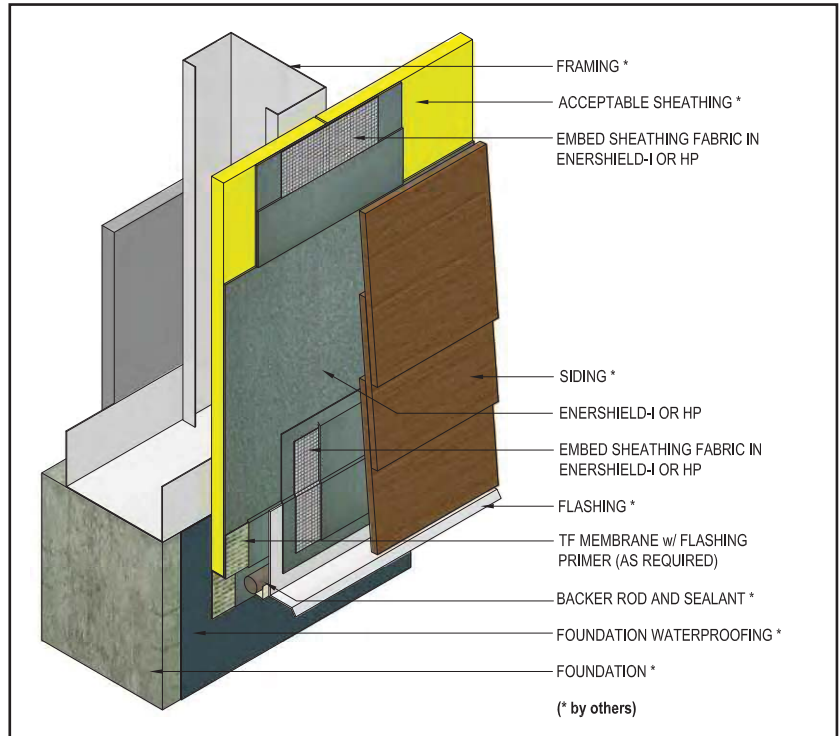 FRAMING *
ACCEPTABLE SHEATHING *
EMBED SHEATHING FABRIC IN
ENERSHIELD-I OR HP
SIDING *
ENERSHIELD-I OR HP
EMBED SHEATHING FABRIC IN
ENERSHIELD-I OR HP
FLASHING *
TF MEMBRANE w/ FLASHING
PRIMER (AS REQUIRED)
BACKER ROD AND SEALANT *
FOUNDATION WATERPROOFING *
FOUNDATION *
(* by others)